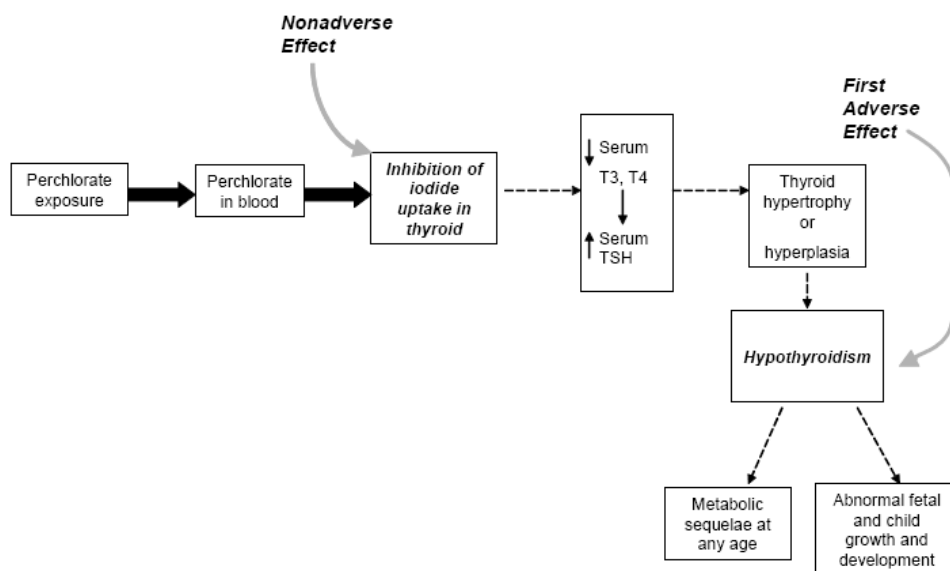 Nonadverse
Effect
First
Adverse
Effect
Perchlorate
exposure
Perchlorate
in blood
Inhibition of
iodide
uptake in
thyroid
Serum
T3, T4
Serum
TSH
Thyroid
hypertrophy
or
hyperplasia
Hypothyroidism
Metabolic
sequelae at
any age
Abnormal fetal
and child
growth and
development